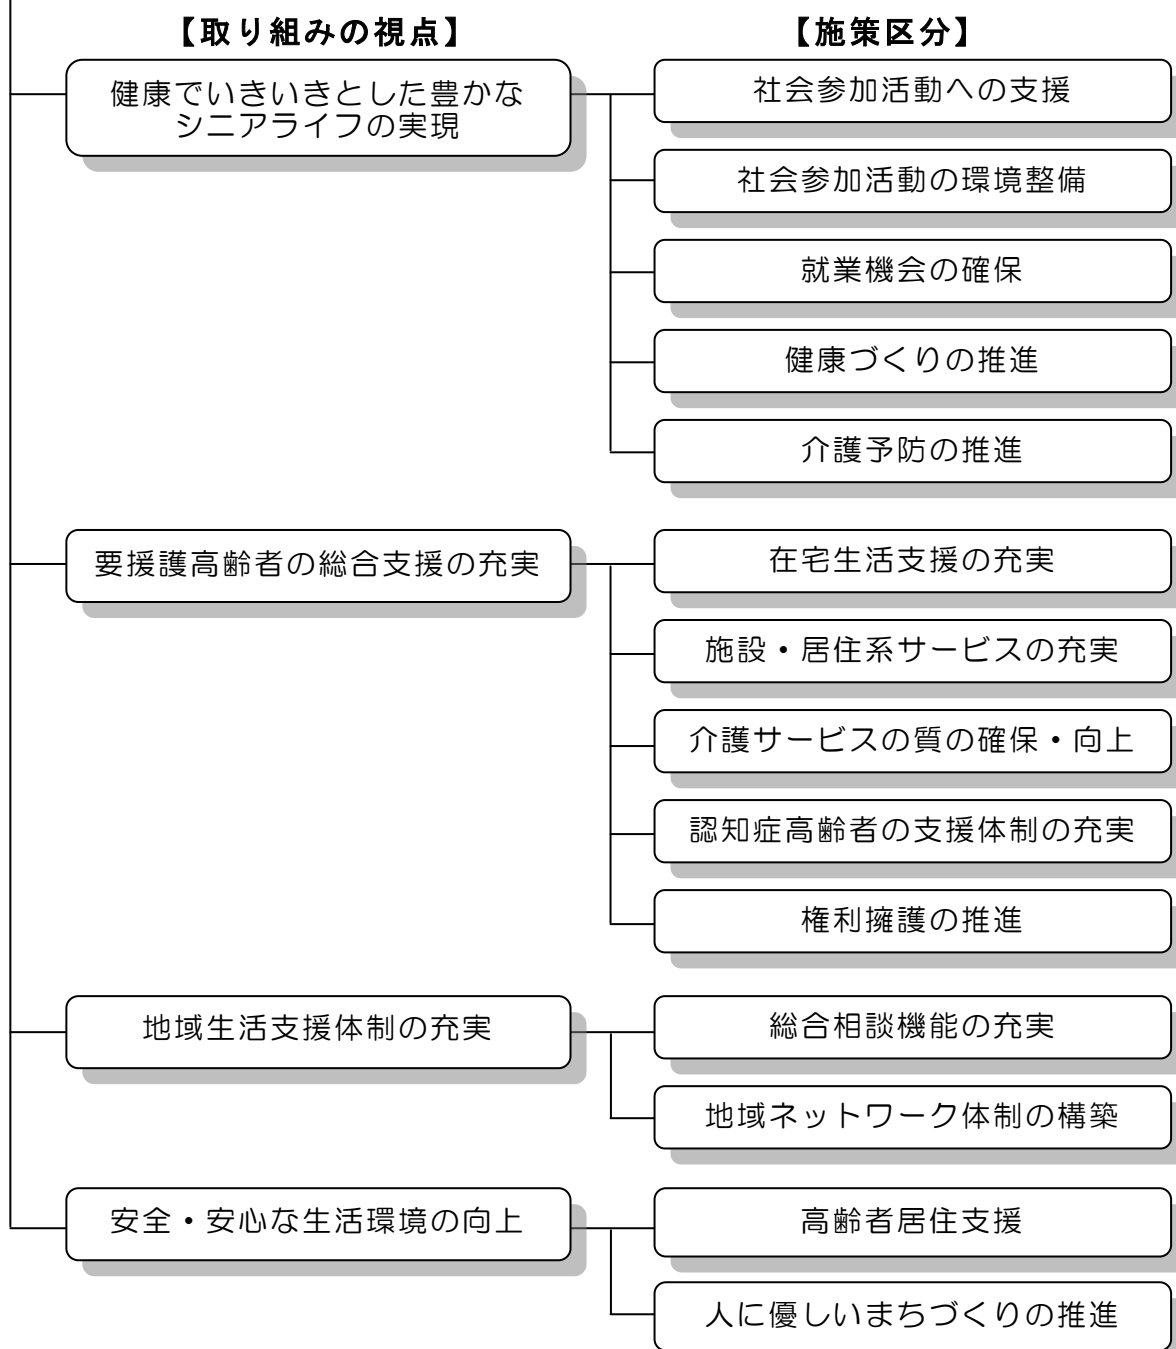 【取り組みの視点】
【施策区分】
健康でいきいきとした豊かな
シニアライフの実現
社会参加活動への支援
社会参加活動の環境整備
就業機会の確保
健康づくりの推進
介護予防の推進
要援護高齢者の総合支援の充実
在宅生活支援の充実
施設・居住系サービスの充実
介護サービスの質の確保・向上
認知症高齢者の支援体制の充実
権利擁護の推進
地域生活支援体制の充実
総合相談機能の充実
地域ネットワーク体制の構築
安全・安心な生活環境の向上
高齢者居住支援
人に優しいまちづくりの推進